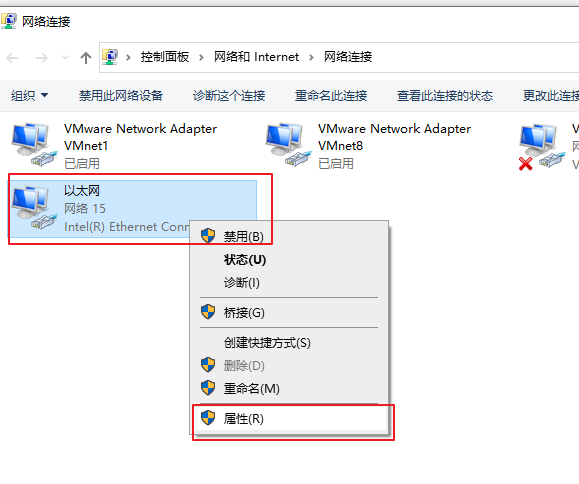 网络连接
控制面板 › 网络和 Internet › 网络连接
组织 禁用此网络设备 诊断这个连接 重命名此连接 查看此连接的状态 更改此连接
VMware Network Adapter
VMnet1
已启用
VMware Network Adapter
VMnet8
已启用
以太网
网络 15
Intel(R) Ethernet Conn
禁用(B)
状态(U)
诊断(I)
桥接(G)
创建快捷方式(S)
删除(D)
重命名(M)
属性(R)